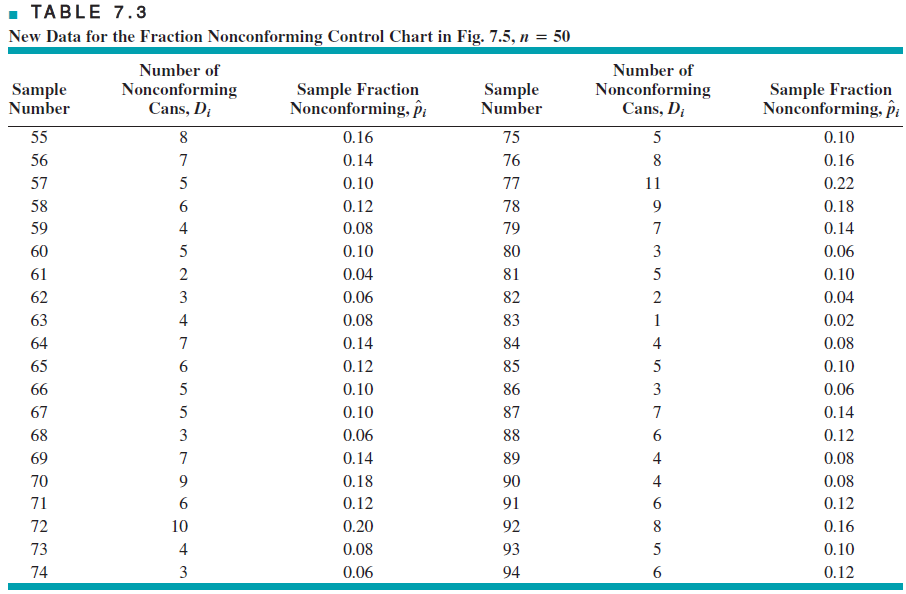 TABLE 7.3
New Data for the Fraction Nonconforming Control Chart in Fig. 7.5, n = 50
Number of Number of
Sample Nonconforming Sample Fraction Sample Nonconforming Sample Fraction
Number Cans, Dᵢ Nonconforming, p̂ᵢ Number Cans, Dᵢ Nonconforming, p̂ᵢ
55 8 0.16 75 5 0.10
56 7 0.14 76 8 0.16
57 5 0.10 77 11 0.22
58 6 0.12 78 9 0.18
59 4 0.08 79 7 0.14
60 5 0.10 80 3 0.06
61 2 0.04 81 5 0.10
62 3 0.06 82 2 0.04
63 4 0.08 83 1 0.02
64 7 0.14 84 4 0.08
65 6 0.12 85 5 0.10
66 5 0.10 86 3 0.06
67 5 0.10 87 7 0.14
68 3 0.06 88 6 0.12
69 7 0.14 89 4 0.08
70 9 0.18 90 4 0.08
71 6 0.12 91 6 0.12
72 10 0.20 92 8 0.16
73 4 0.08 93 5 0.10
74 3 0.06 94 6 0.12